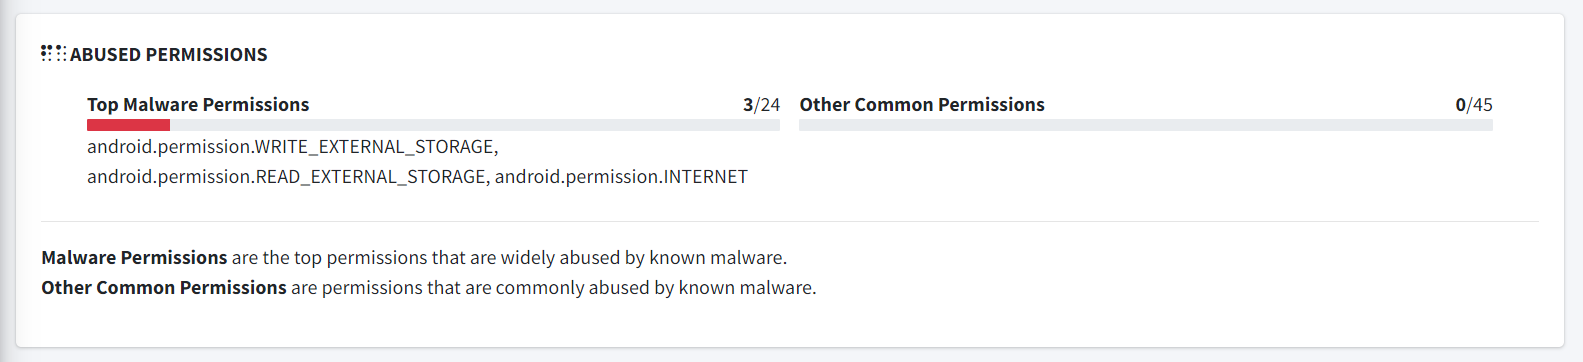 ABUSED PERMISSIONS
Top Malware Permissions 3/24
android.permission.WRITE_EXTERNAL_STORAGE,
android.permission.READ_EXTERNAL_STORAGE, android.permission.INTERNET
Other Common Permissions 0/45
Malware Permissions are the top permissions that are widely abused by known malware.
Other Common Permissions are permissions that are commonly abused by known malware.